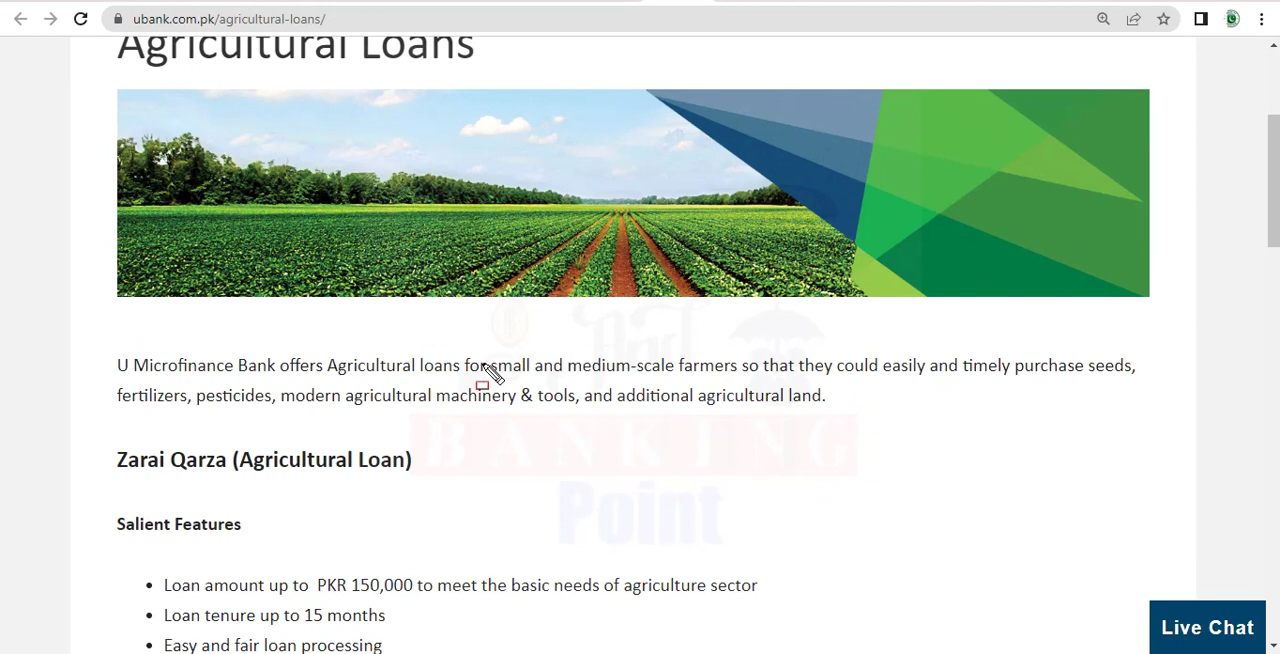 ubank.com.pk/agricultural-loans/
Agricultural Loans
U Microfinance Bank offers Agricultural loans for small and medium-scale farmers so that they could easily and timely purchase seeds,
fertilizers, pesticides, modern agricultural machinery & tools, and additional agricultural land.
BANKING
Point
Zarai Qarza (Agricultural Loan)
Salient Features
• Loan amount up to PKR 150,000 to meet the basic needs of agriculture sector
• Loan tenure up to 15 months
• Easy and fair loan processing
Live Chat